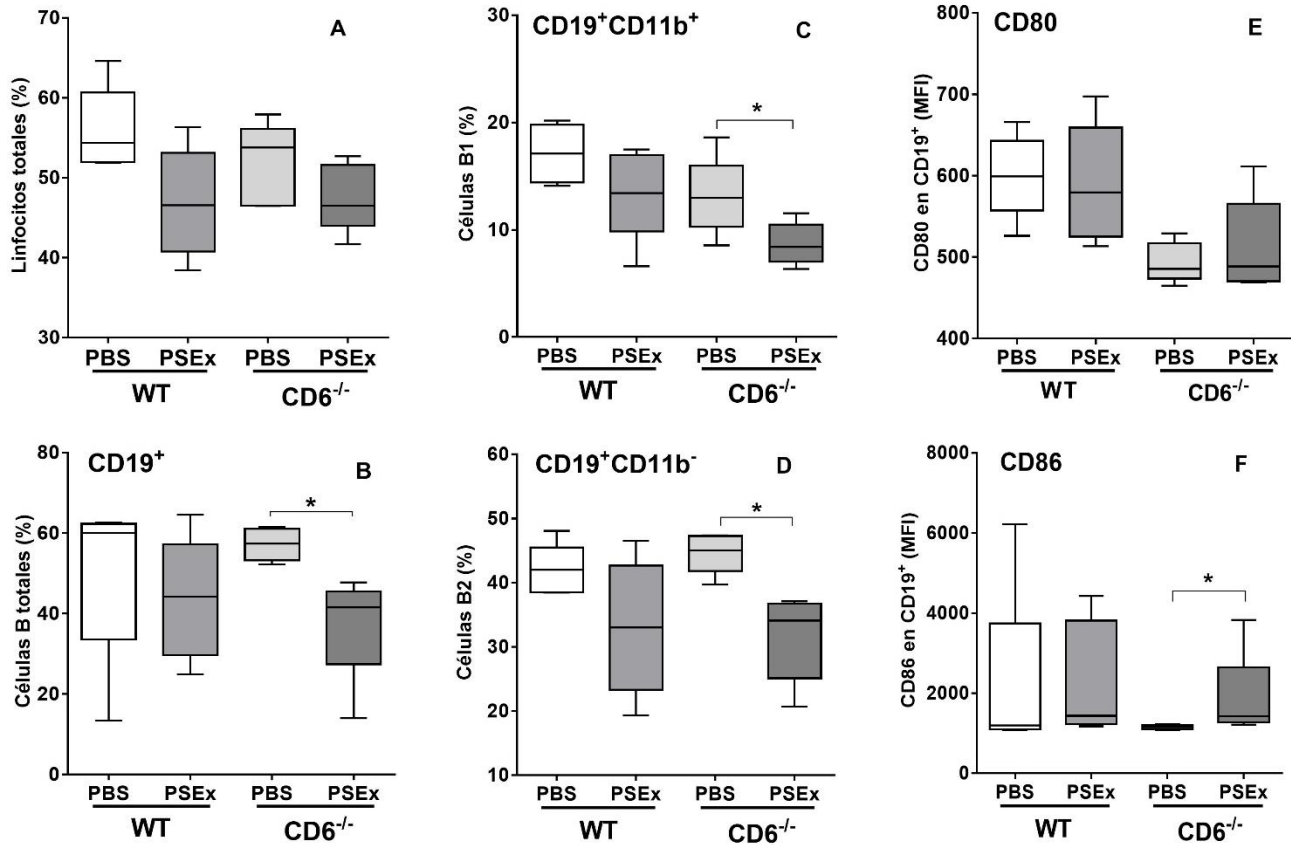 A
Linfocitos totales (%)
70
60
50
40
30
PBS PSEx PBS PSEx
WT CD6-/-
CD19+CD11b+ C
Células B1 (%)
30
20
10
0
*
PBS PSEx PBS PSEx
WT CD6-/-
CD80 E
CD80 en CD19+ (MFI)
800
700
600
500
400
PBS PSEx PBS PSEx
WT CD6-/-
CD19+ B
Células B totales (%)
80
60
40
20
0
*
PBS PSEx PBS PSEx
WT CD6-/-
CD19+CD11b- D
Células B2 (%)
60
50
40
30
20
10
*
PBS PSEx PBS PSEx
WT CD6-/-
CD86 F
CD86 en CD19+ (MFI)
8000
6000
4000
2000
0
*
PBS PSEx PBS PSEx
WT CD6-/-